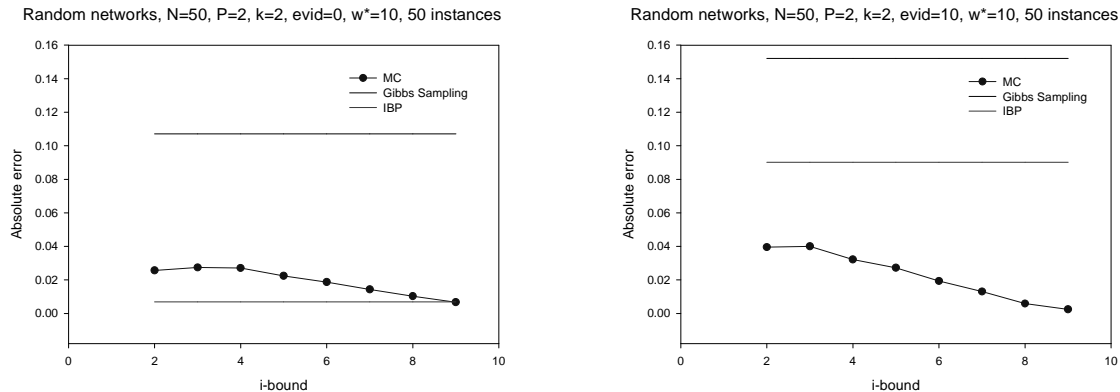 Random networks, N=50, P=2, k=2, evid=0, w*=10, 50 instances
Absolute error
0.16
0.14
0.12
0.10
0.08
0.06
0.04
0.02
0.00
MC
Gibbs Sampling
IBP
0 2 4 6 8 10
i-bound
Random networks, N=50, P=2, k=2, evid=10, w*=10, 50 instances
Absolute error
0.16
0.14
0.12
0.10
0.08
0.06
0.04
0.02
0.00
MC
Gibbs Sampling
IBP
0 2 4 6 8 10
i-bound